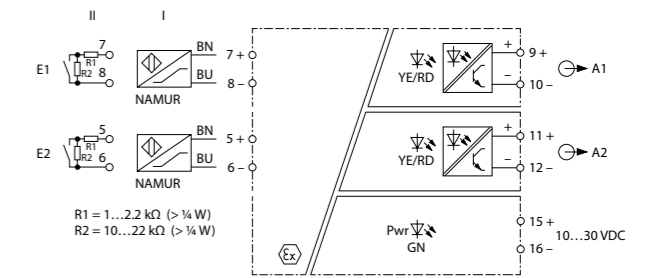 II I
7
E1 R1
R2 8
BN 7 +
BU 8 –
NAMUR
YE/RD
+ 9 +
– 10 –
A1
5
E2 R1
R2 6
BN 5 +
BU 6 –
NAMUR
YE/RD
+ 11 +
– 12 –
A2
R1 = 1…2.2 kΩ (> ¼ W)
R2 = 10…22 kΩ (> ¼ W)
Ex
Pwr
GN
15 +
10…30 VDC
16 –